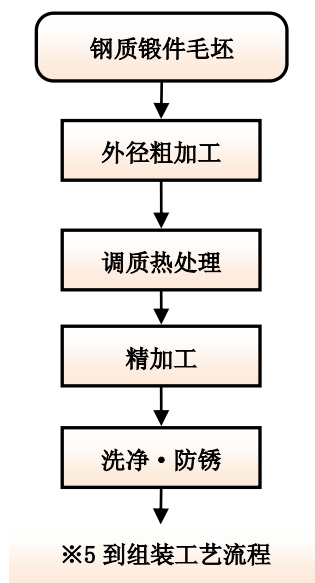 钢质锻件毛坯
外径粗加工
调质热处理
精加工
洗净·防锈
※5 到组装工艺流程